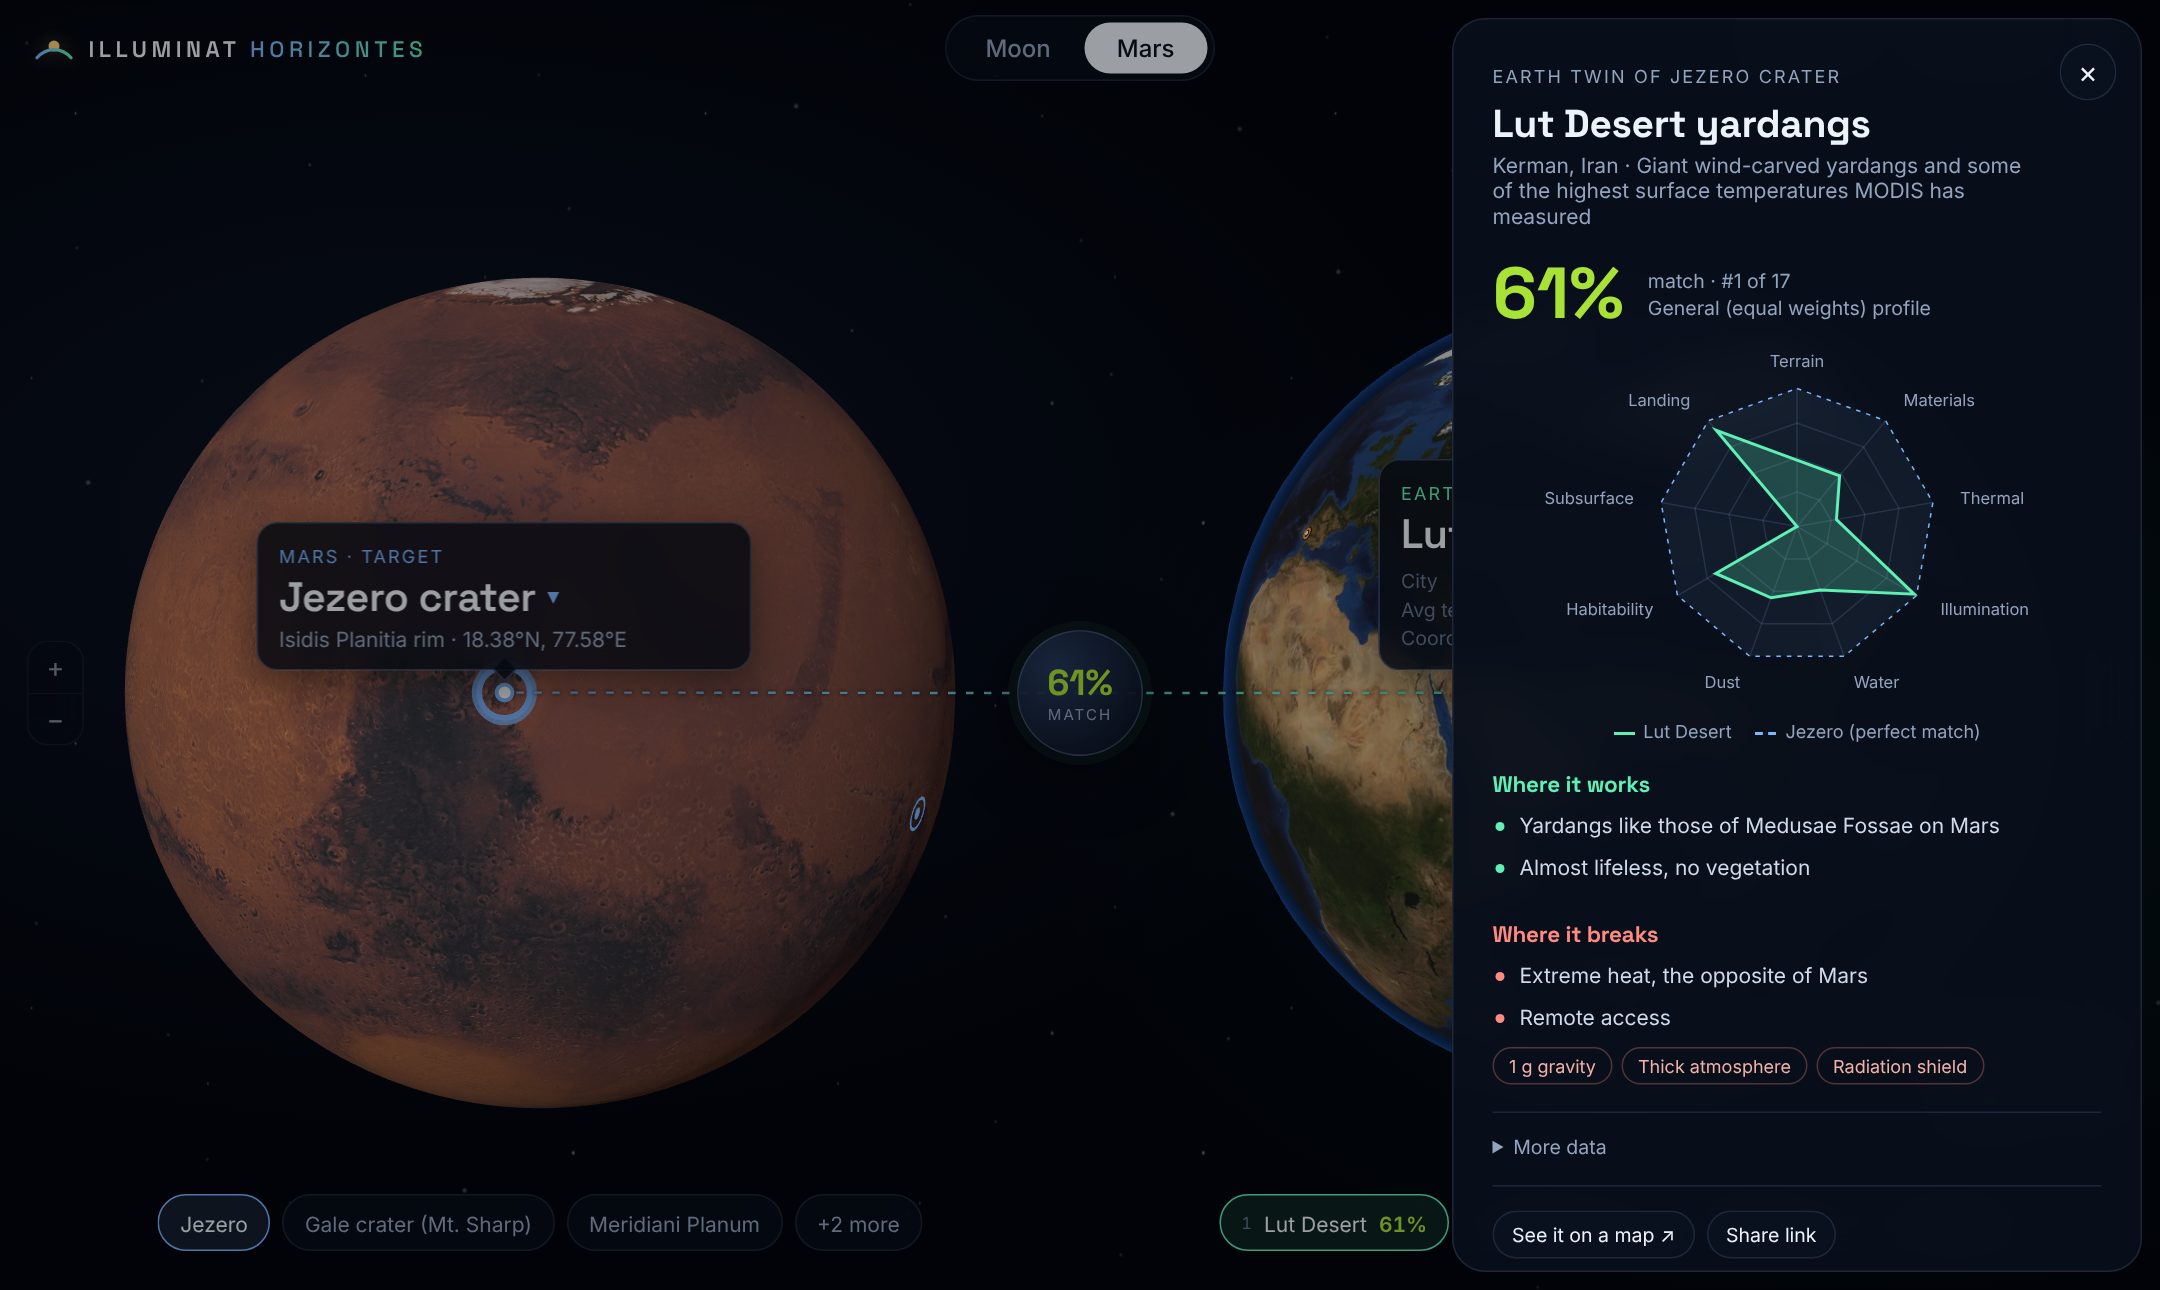 ILLUMINAT HORIZONTES
Moon
Mars
MARS · TARGET
Jezero crater ▾
Isidis Planitia rim · 18.38°N, 77.58°E
+
−
61%
MATCH
City
Jezero
Gale crater (Mt. Sharp)
Meridiani Planum
+2 more
1 Lut Desert 61%
EARTH TWIN OF JEZERO CRATER
×
Lut Desert yardangs
Kerman, Iran · Giant wind-carved yardangs and some
of the highest surface temperatures MODIS has
measured
61%
match · #1 of 17
General (equal weights) profile
Terrain
Landing
Materials
Subsurface
Thermal
Habitability
Illumination
Dust
Water
Lut Desert
Jezero (perfect match)
Where it works
Yardangs like those of Medusae Fossae on Mars
Almost lifeless, no vegetation
Where it breaks
Extreme heat, the opposite of Mars
Remote access
1 g gravity
Thick atmosphere
Radiation shield
More data
See it on a map ↗
Share link